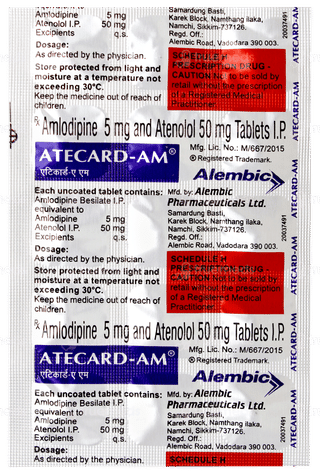 Amlodipine 5 mg
Atenolol I.P. 50 mg
Excipients q.s.
Dosage:
As directed by the physician.
Store protected from light and
moisture at a temperature not
exceeding 30°C.
Keep the medicine out of reach of
children.
Samardung Basti,
Karek Block, Namthang ilaka,
Namchi, Sikkim-737126.
Regd. Off.:
Alembic Road, Vadodara 390 003.
SCHEDULE H
PRESCRIPTION DRUG -
CAUTION Not to be sold by
retail without the prescription
of a Registered Medical
Practitioner.
20037491
ATECARD-AM
Rx Amlodipine 5 mg and Atenolol 50 mg Tablets I.P.
ATECARD-AM®
एटिकार्ड-ए एम
Mfg. Lic. No.: M/667/2015
® Registered Trademark.
Alembic
Each uncoated tablet contains:
Amlodipine Besilate I.P.
equivalent to
Amlodipine 5 mg
Atenolol I.P. 50 mg
Excipients q.s.
Dosage:
As directed by the physician.
Store protected from light and
moisture at a temperature not
exceeding 30°C.
Keep the medicine out of reach of
children.
Mfd. by: Alembic
Pharmaceuticals Ltd.
Samardung Basti,
Karek Block, Namthang ilaka,
Namchi, Sikkim-737126.
Regd. Off.:
Alembic Road, Vadodara 390 003.
SCHEDULE H
PRESCRIPTION DRUG -
CAUTION Not to be sold by
retail without the prescription
of a Registered Medical
Practitioner.
20037491
ATECARD-AM® ATECARD-AM
Rx Amlodipine 5 mg and Atenolol 50 mg Tablets I.P.
ATECARD-AM®
एटिकार्ड-ए एम
Mfg. Lic. No.: M/667/2015
® Registered Trademark.
Alembic
Each uncoated tablet contains:
Amlodipine Besilate I.P.
equivalent to
Amlodipine 5 mg
Atenolol I.P. 50 mg
Excipients q.s.
Dosage:
As directed by the physician.
Mfd. by: Alembic
Pharmaceuticals Ltd.
Samardung Basti,
Karek Block, Namthang ilaka,
Namchi, Sikkim-737126.
Regd. Off.:
Alembic Road, Vadodara 390 003.
SCHEDULE H
20037491
ATECARD-AM®